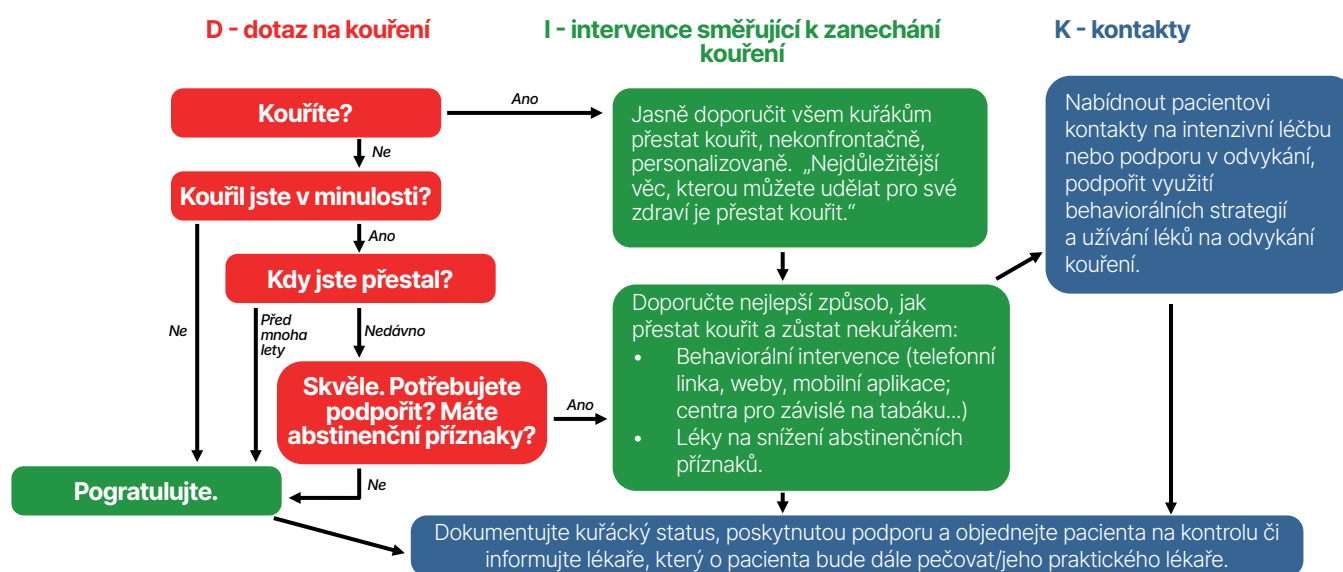 D - dotaz na kouření
I - intervence směřující k zanechání
kouření
K - kontakty
Kouříte?
Ano
Ne
Kouřil jste v minulosti?
Ano
Ne
Kdy jste přestal?
Před
mnoha
lety
Nedávno
Skvěle. Potřebujete
podpořit? Máte
abstinenční příznaky?
Ano
Ne
Pogratulujte.
Jasně doporučit všem kuřákům
přestat kouřit, nekonfrontačně,
personalizovaně. „Nejdůležitější
věc, kterou můžete udělat pro své
zdraví je přestat kouřit.“
Doporučte nejlepší způsob, jak
přestat kouřit a zůstat nekuřákem:
• Behaviorální intervence (telefonní
linka, weby, mobilní aplikace;
centra pro závislé na tabáku...)
• Léky na snížení abstinenčních
příznaků.
Nabídnout pacientovi
kontakty na intenzivní léčbu
nebo podporu v odvykání,
podpořit využití
behaviorálních strategií
a užívání léků na odvykání
kouření.
Dokumentujte kuřácký status, poskytnutou podporu a objednejte pacienta na kontrolu či
informujte lékaře, který o pacienta bude dále pečovat/jeho praktického lékaře.